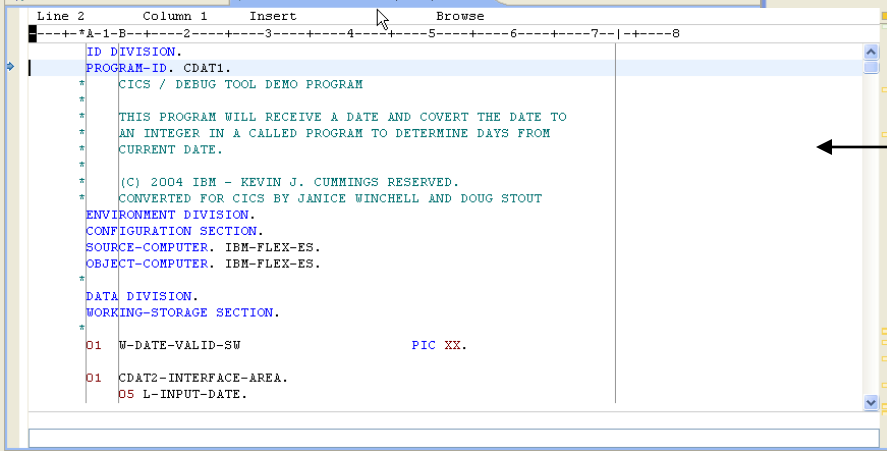 Line 2 Column 1 Insert Browse
----+-*A-1-B--+----2----+----3----+----4----+----5----+----6----+----7--|-+----8
ID DIVISION.
PROGRAM-ID. CDAT1.
* CICS / DEBUG TOOL DEMO PROGRAM
*
* THIS PROGRAM WILL RECEIVE A DATE AND COVERT THE DATE TO
* AN INTEGER IN A CALLED PROGRAM TO DETERMINE DAYS FROM
* CURRENT DATE.
*
* (C) 2004 IBM - KEVIN J. CUMMINGS RESERVED.
* CONVERTED FOR CICS BY JANICE WINCHELL AND DOUG STOUT
ENVIRONMENT DIVISION.
CONFIGURATION SECTION.
SOURCE-COMPUTER. IBM-FLEX-ES.
OBJECT-COMPUTER. IBM-FLEX-ES.
*
DATA DIVISION.
WORKING-STORAGE SECTION.
*
01 W-DATE-VALID-SW PIC XX.
01 CDAT2-INTERFACE-AREA.
05 L-INPUT-DATE.